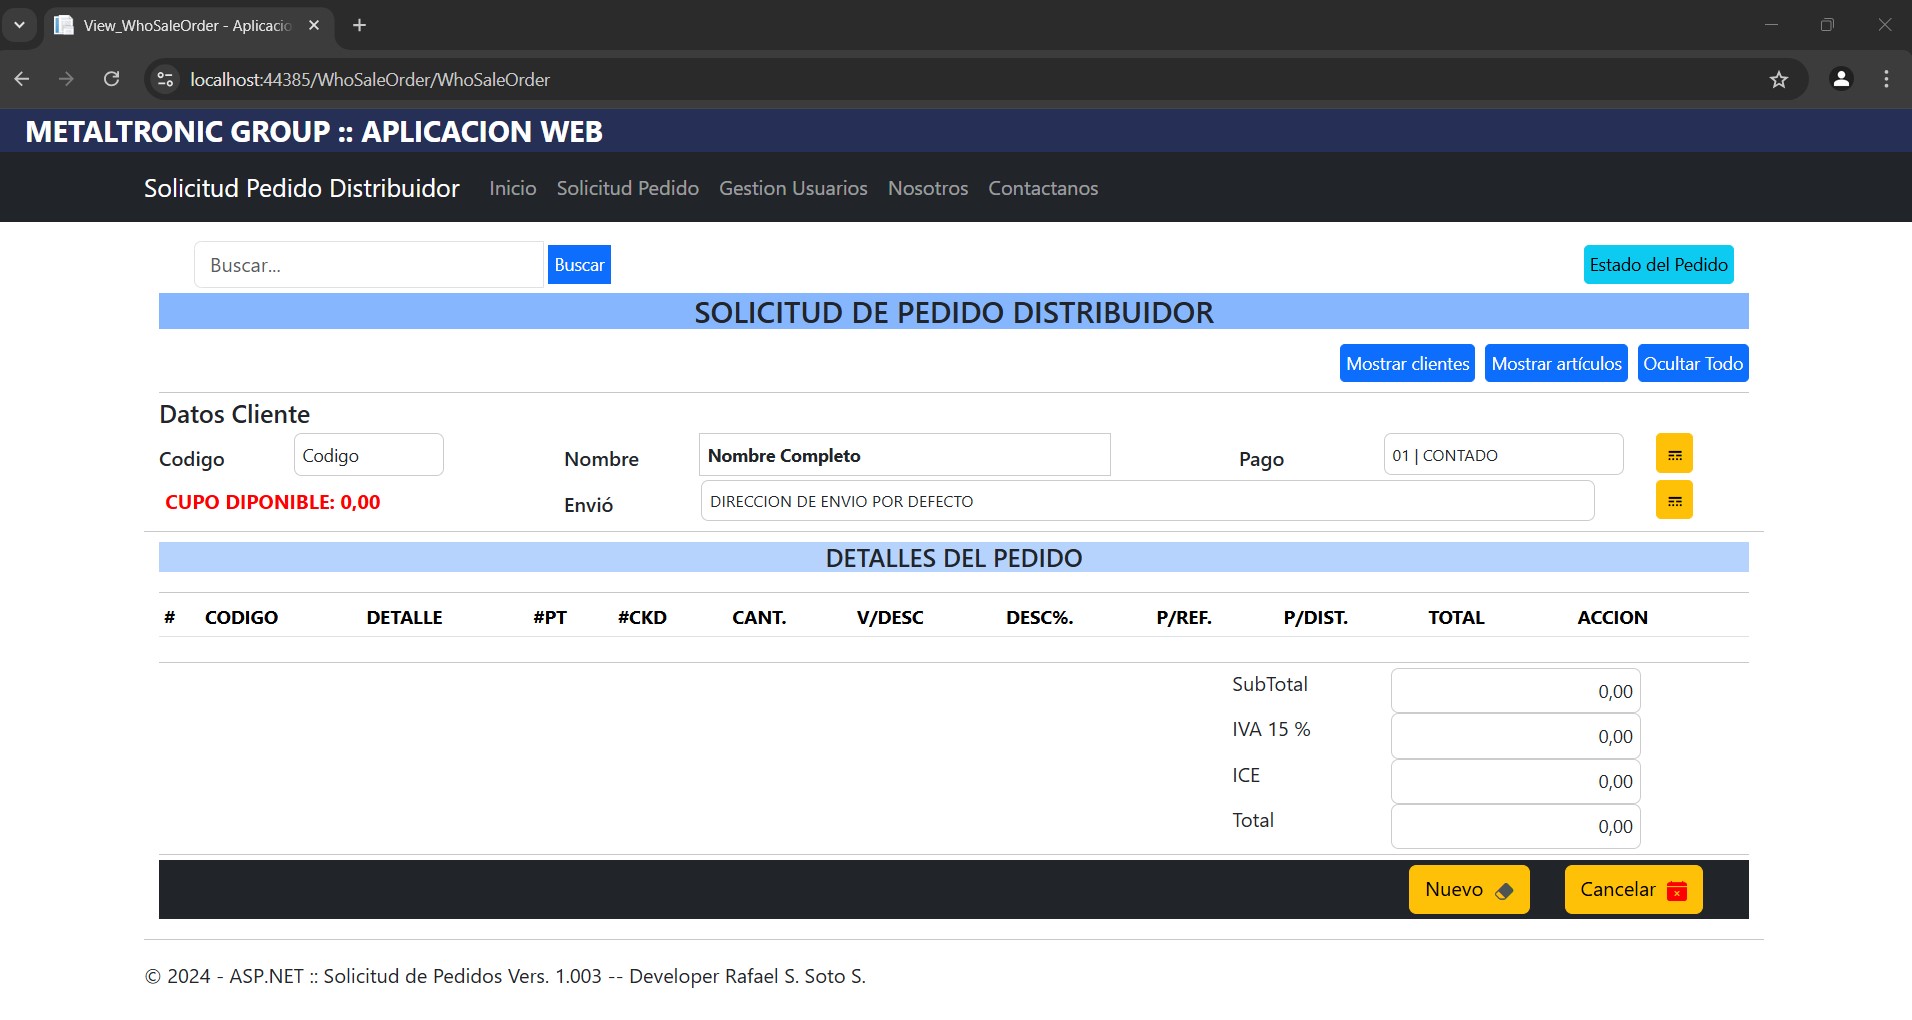 View_WhoSaleOrder - Aplicacio
localhost:44385/WhoSaleOrder/WhoSaleOrder
METALTRONIC GROUP :: APLICACION WEB
Solicitud Pedido Distribuidor Inicio Solicitud Pedido Gestion Usuarios Nosotros Contactanos
Buscar... Buscar Estado del Pedido
SOLICITUD DE PEDIDO DISTRIBUIDOR
Mostrar clientes Mostrar artículos Ocultar Todo
Datos Cliente
Codigo Codigo Nombre Nombre Completo Pago 01 | CONTADO
CUPO DIPONIBLE: 0,00 Envió DIRECCION DE ENVIO POR DEFECTO
DETALLES DEL PEDIDO
# CODIGO DETALLE #PT #CKD CANT. V/DESC DESC%. P/REF. P/DIST. TOTAL ACCION
SubTotal 0,00
IVA 15 % 0,00
ICE 0,00
Total 0,00
Nuevo Cancelar
© 2024 - ASP.NET :: Solicitud de Pedidos Vers. 1.003 -- Developer Rafael S. Soto S.